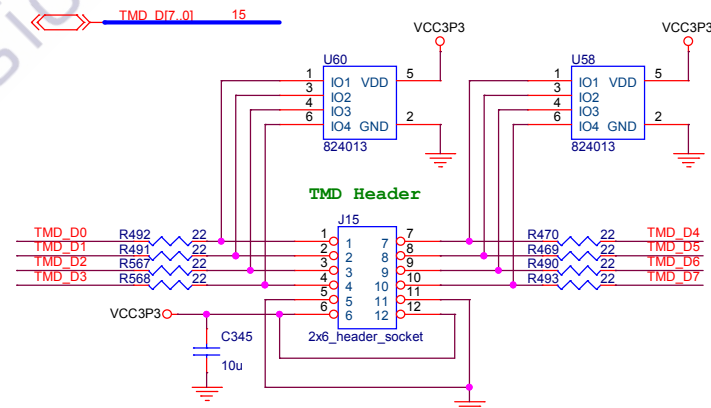 TMD_D[7..0] 15
VCC3P3 VCC3P3
U60 U58
1 IO1 VDD 5 1 IO1 VDD 5
3 IO2 3 IO2
4 IO3 4 IO3
6 IO4 GND 2 6 IO4 GND 2
824013 824013
TMD Header
J15
TMD_D0 R492 22 1 1 7 7 R470 22 TMD_D4
TMD_D1 R491 22 2 2 8 8 R469 22 TMD_D5
TMD_D2 R567 22 3 3 9 9 R490 22 TMD_D6
TMD_D3 R568 22 4 4 10 10 R493 22 TMD_D7
5 5 11 11
VCC3P3 6 6 12 12
C345 2x6_header_socket
10u